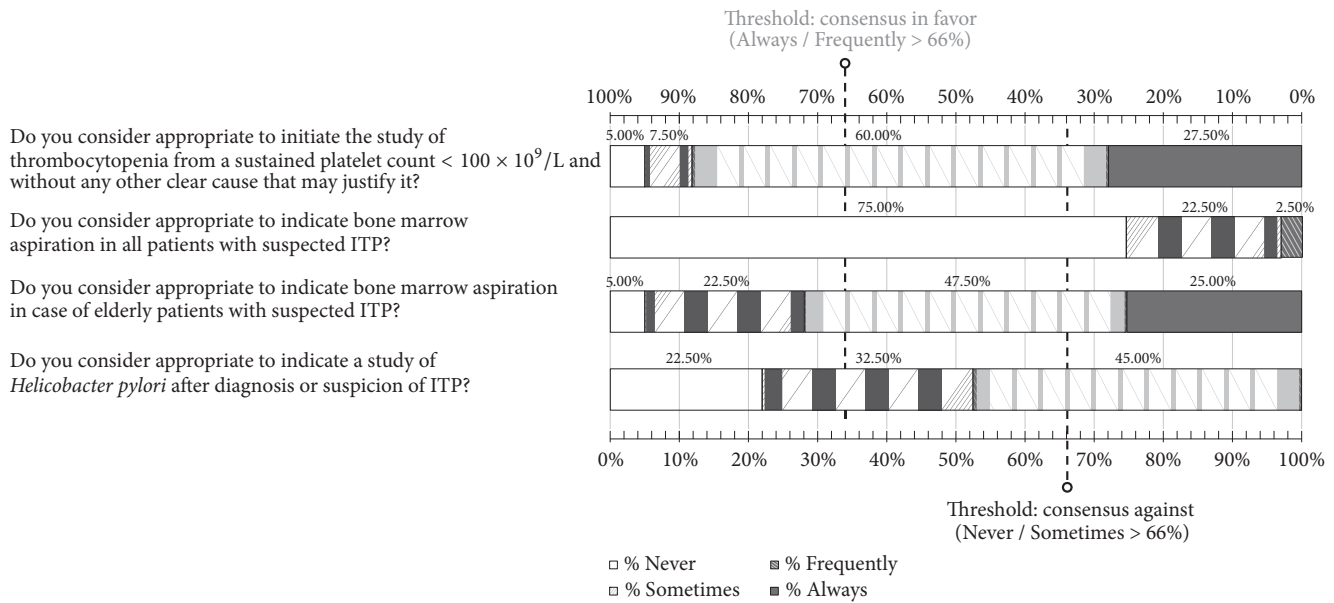 Threshold: consensus in favor
(Always / Frequently > 66%)
100% 90% 80% 70% 60% 50% 40% 30% 20% 10% 0%
Do you consider appropriate to initiate the study of
thrombocytopenia from a sustained platelet count < 100 × 10⁹/L and
without any other clear cause that may justify it?
5.00% 7.50% 60.00% 27.50%
Do you consider appropriate to indicate bone marrow
aspiration in all patients with suspected ITP?
75.00% 22.50% 2.50%
Do you consider appropriate to indicate bone marrow aspiration
in case of elderly patients with suspected ITP?
5.00% 22.50% 47.50% 25.00%
Do you consider appropriate to indicate a study of
Helicobacter pylori after diagnosis or suspicion of ITP?
22.50% 32.50% 45.00%
0% 10% 20% 30% 40% 50% 60% 70% 80% 90% 100%
Threshold: consensus against
(Never / Sometimes > 66%)
% Never % Frequently
% Sometimes % Always